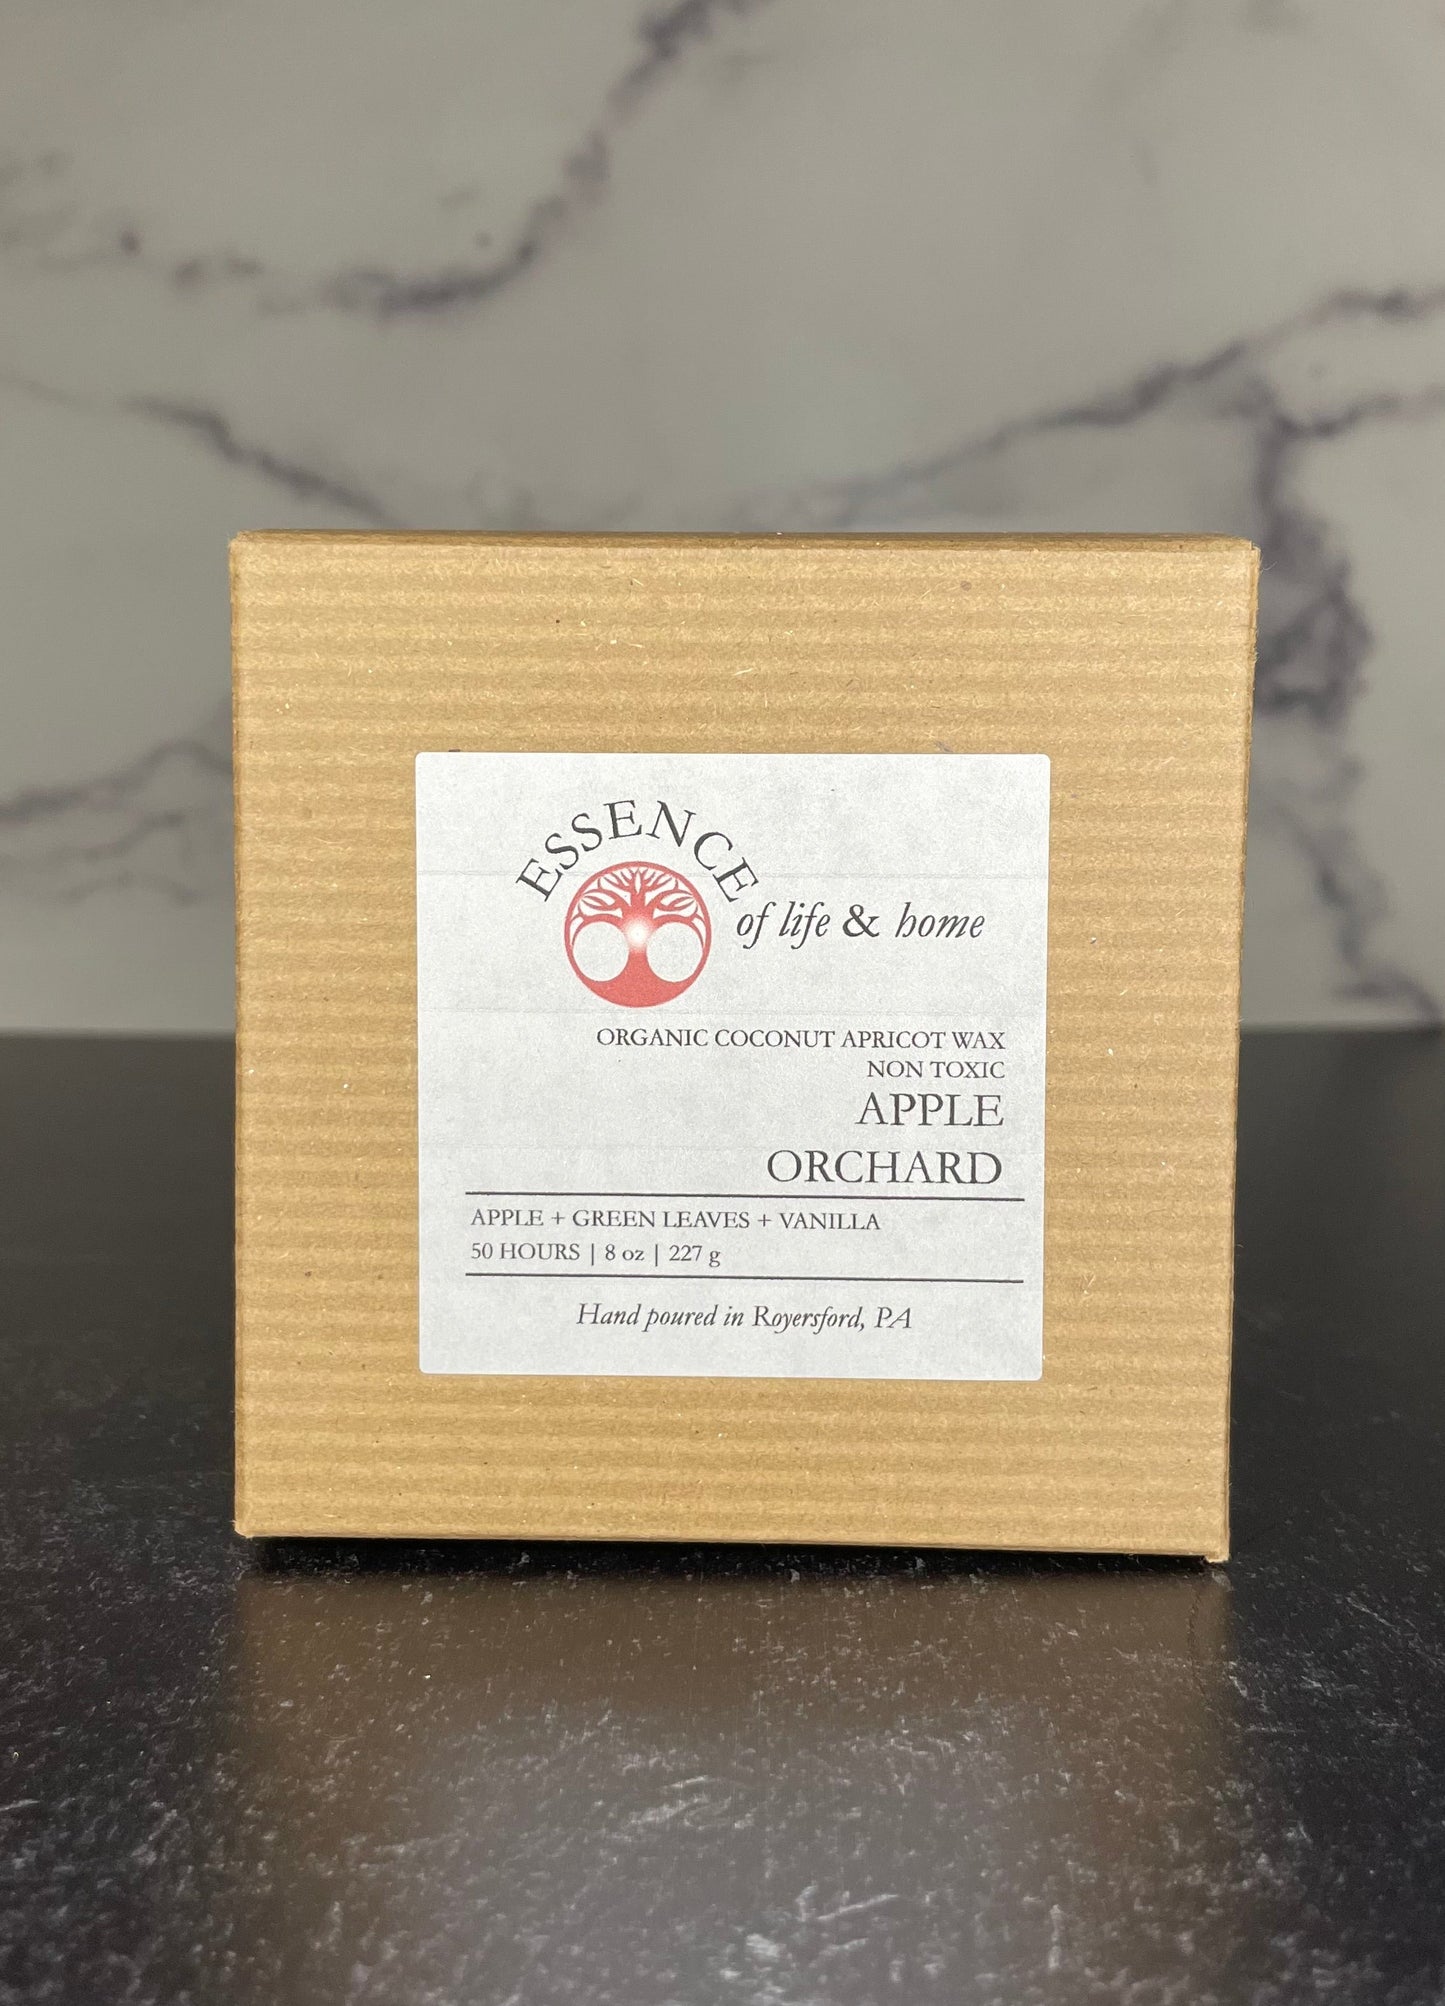 ESSENCE
of life & home
ORGANIC COCONUT APRICOT WAX
NON TOXIC
APPLE
ORCHARD
APPLE + GREEN LEAVES + VANILLA
50 HOURS | 8 oz | 227 g
Hand poured in Royersford, PA